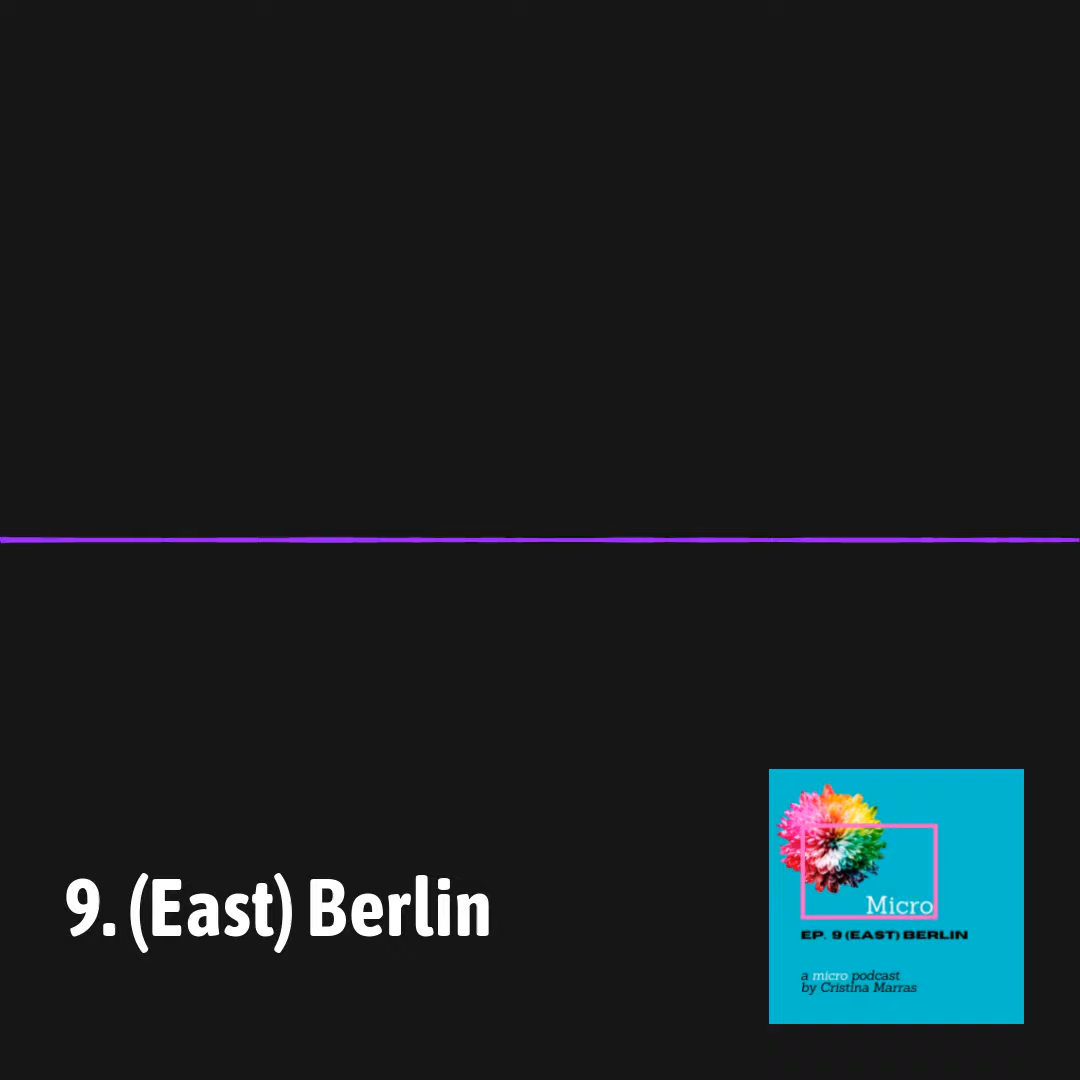 9. (East) Berlin
Micro
EP. 9 (EAST) BERLIN
a micro podcast
by Cristina Marras